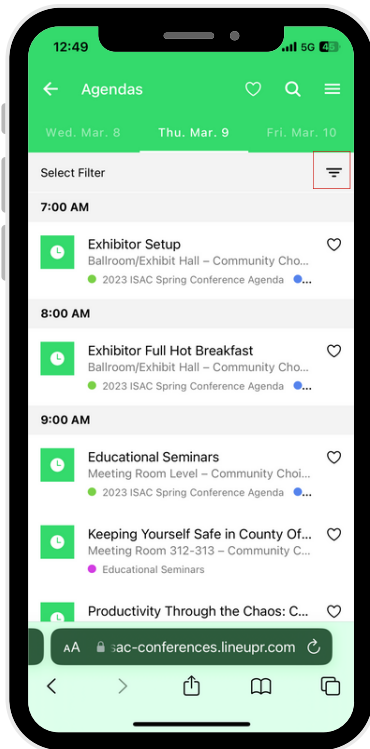 12:49
5G 45
Agendas
Wed. Mar. 8 Thu. Mar. 9 Fri. Mar. 10
Select Filter
7:00 AM
Exhibitor Setup
Ballroom/Exhibit Hall – Community Cho...
2023 ISAC Spring Conference Agenda ...
8:00 AM
Exhibitor Full Hot Breakfast
Ballroom/Exhibit Hall – Community Cho...
2023 ISAC Spring Conference Agenda ...
9:00 AM
Educational Seminars
Meeting Room Level – Community Choi...
2023 ISAC Spring Conference Agenda ...
Keeping Yourself Safe in County Of...
Meeting Room 312-313 – Community C...
Educational Seminars
Productivity Through the Chaos: C...
AA sac-conferences.lineupr.com